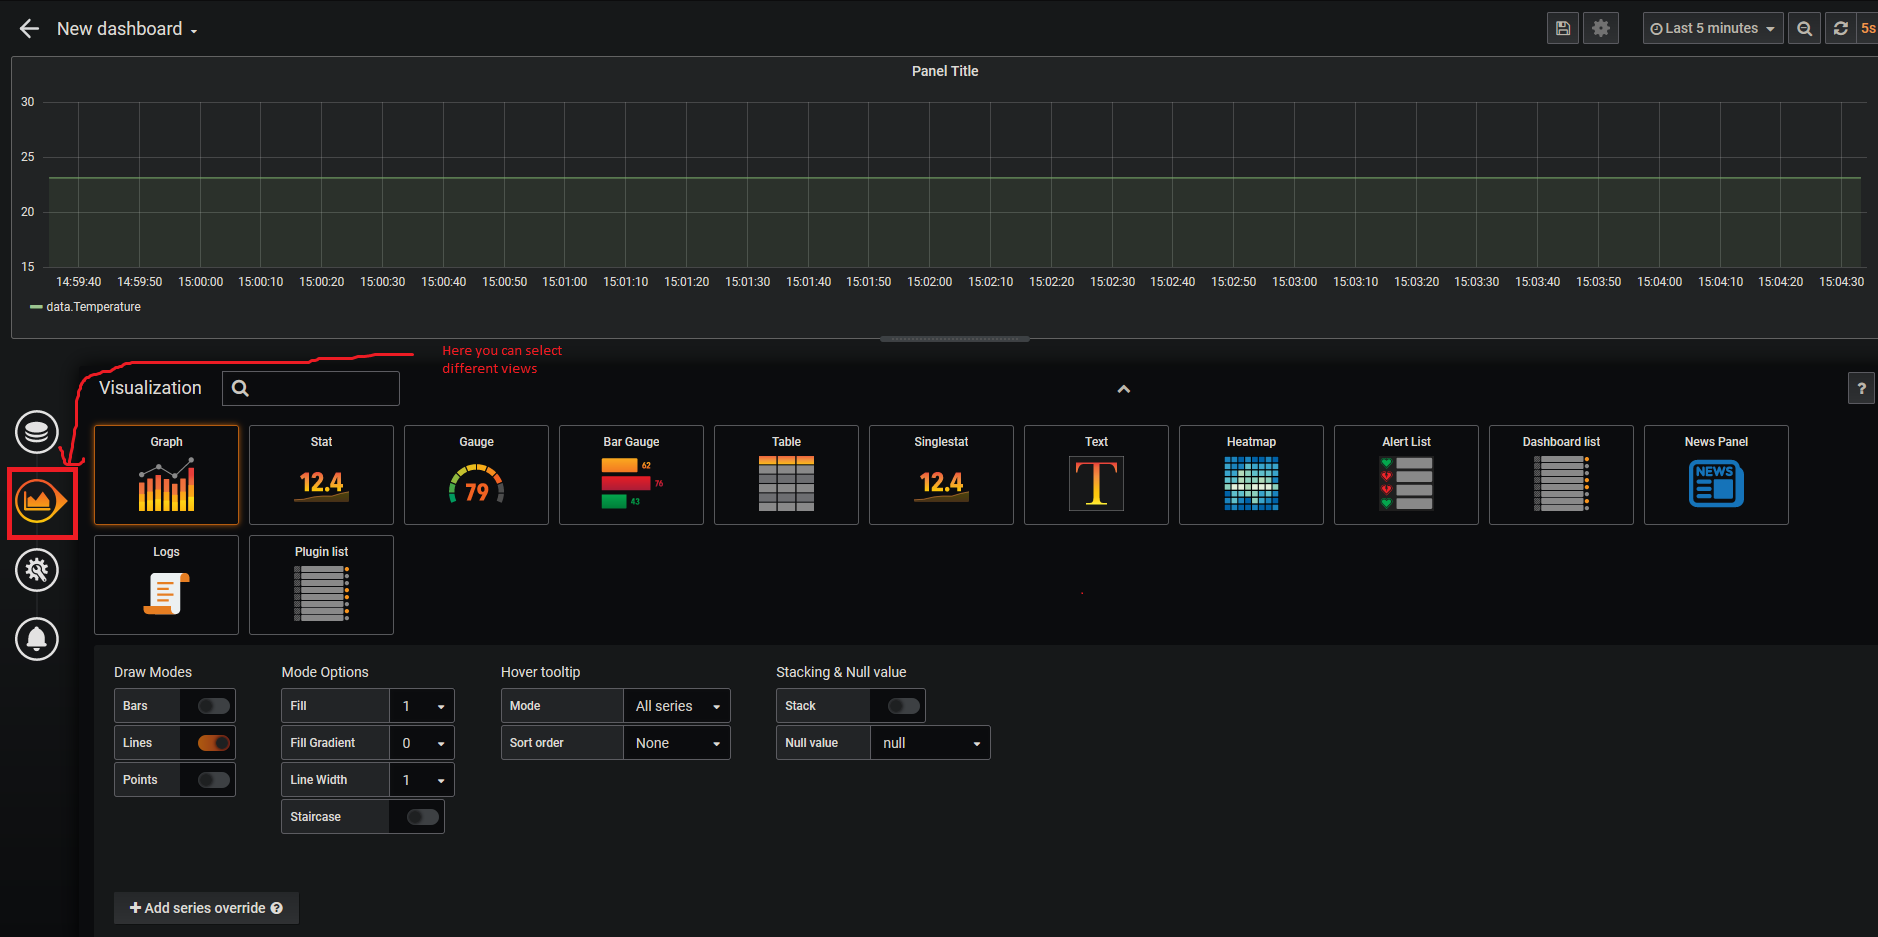 New dashboard
Last 5 minutes
5s
Panel Title
30
25
20
15
14:59:40 14:59:50 15:00:00 15:00:10 15:00:20 15:00:30 15:00:40 15:00:50 15:01:00 15:01:10 15:01:20 15:01:30 15:01:40 15:01:50 15:02:00 15:02:10 15:02:20 15:02:30 15:02:40 15:02:50 15:03:00 15:03:10 15:03:20 15:03:30 15:03:40 15:03:50 15:04:00 15:04:10 15:04:20 15:04:30
data.Temperature
Here you can select
different views
Visualization
?
Graph
Stat
12.4
Gauge
79
Bar Gauge
62
76
43
Table
Singlestat
12.4
Text
T
Heatmap
Alert List
Dashboard list
News Panel
NEWS
Logs
Plugin list
Draw Modes
Bars
Lines
Points
Mode Options
Fill 1
Fill Gradient 0
Line Width 1
Staircase
Hover tooltip
Mode All series
Sort order None
Stacking & Null value
Stack
Null value null
+ Add series override ?